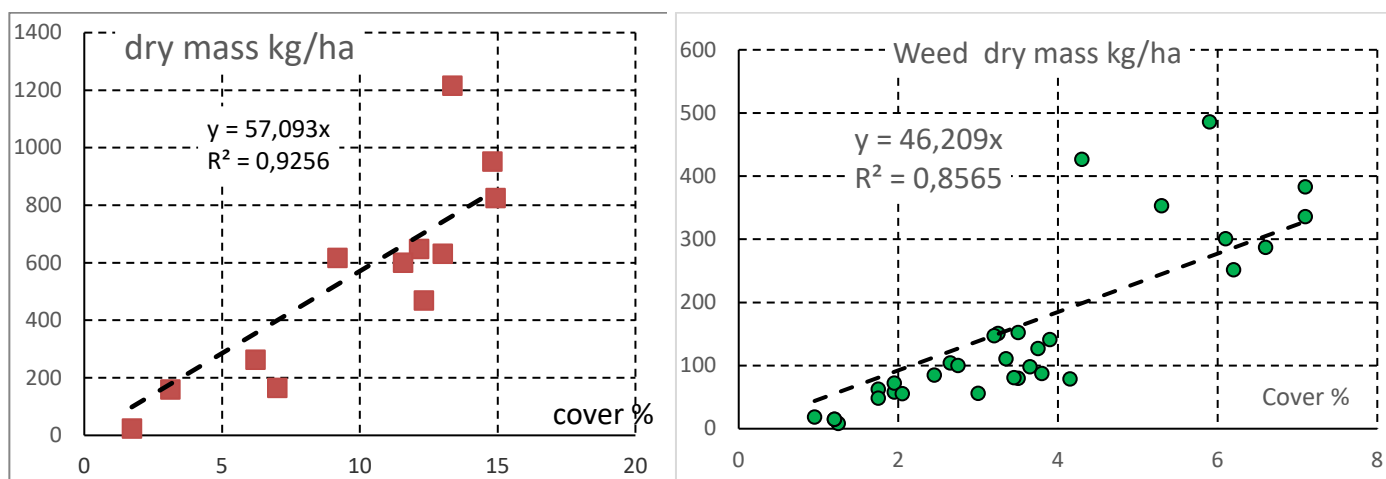 dry mass kg/ha
1400
1200
1000
800
600
400
200
0
y = 57,093x
R² = 0,9256
cover %
0 5 10 15 20
Weed dry mass kg/ha
600
500
400
300
200
100
0
y = 46,209x
R² = 0,8565
Cover %
0 2 4 6 8